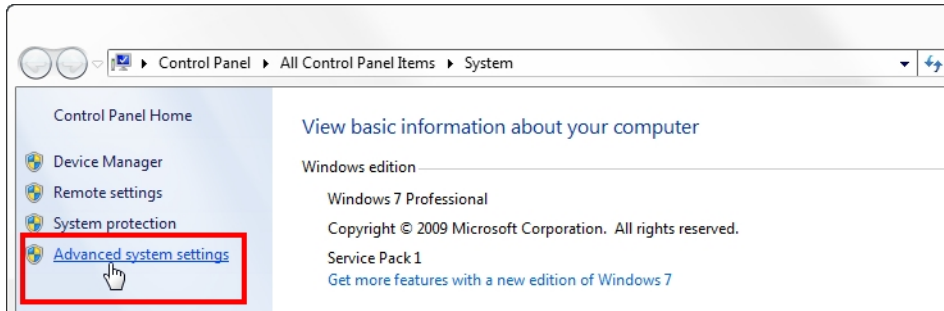 Control Panel All Control Panel Items System
Control Panel Home
Device Manager
Remote settings
System protection
Advanced system settings
View basic information about your computer
Windows edition
Windows 7 Professional
Copyright © 2009 Microsoft Corporation. All rights reserved.
Service Pack 1
Get more features with a new edition of Windows 7